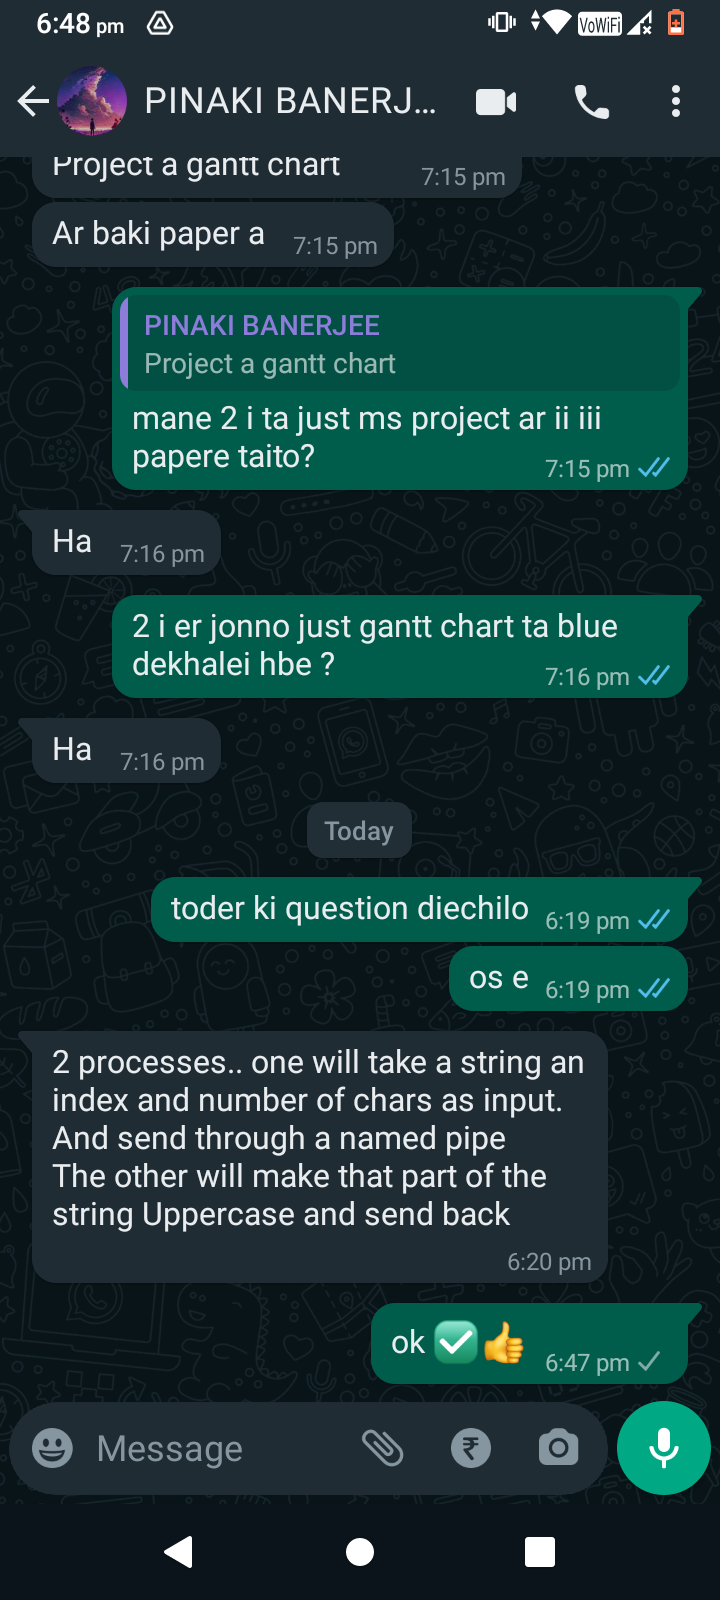 6:48 pm
VoWiFi
PINAKI BANERJ...
Project a gantt chart 7:15 pm
Ar baki paper a 7:15 pm
PINAKI BANERJEE
Project a gantt chart
mane 2 i ta just ms project ar ii iii
papere taito? 7:15 pm
Ha 7:16 pm
2 i er jonno just gantt chart ta blue
dekhalei hbe ? 7:16 pm
Ha 7:16 pm
Today
toder ki question diechilo 6:19 pm
os e 6:19 pm
2 processes.. one will take a string an
index and number of chars as input.
And send through a named pipe
The other will make that part of the
string Uppercase and send back
6:20 pm
ok ✅👍 6:47 pm
Message
₹